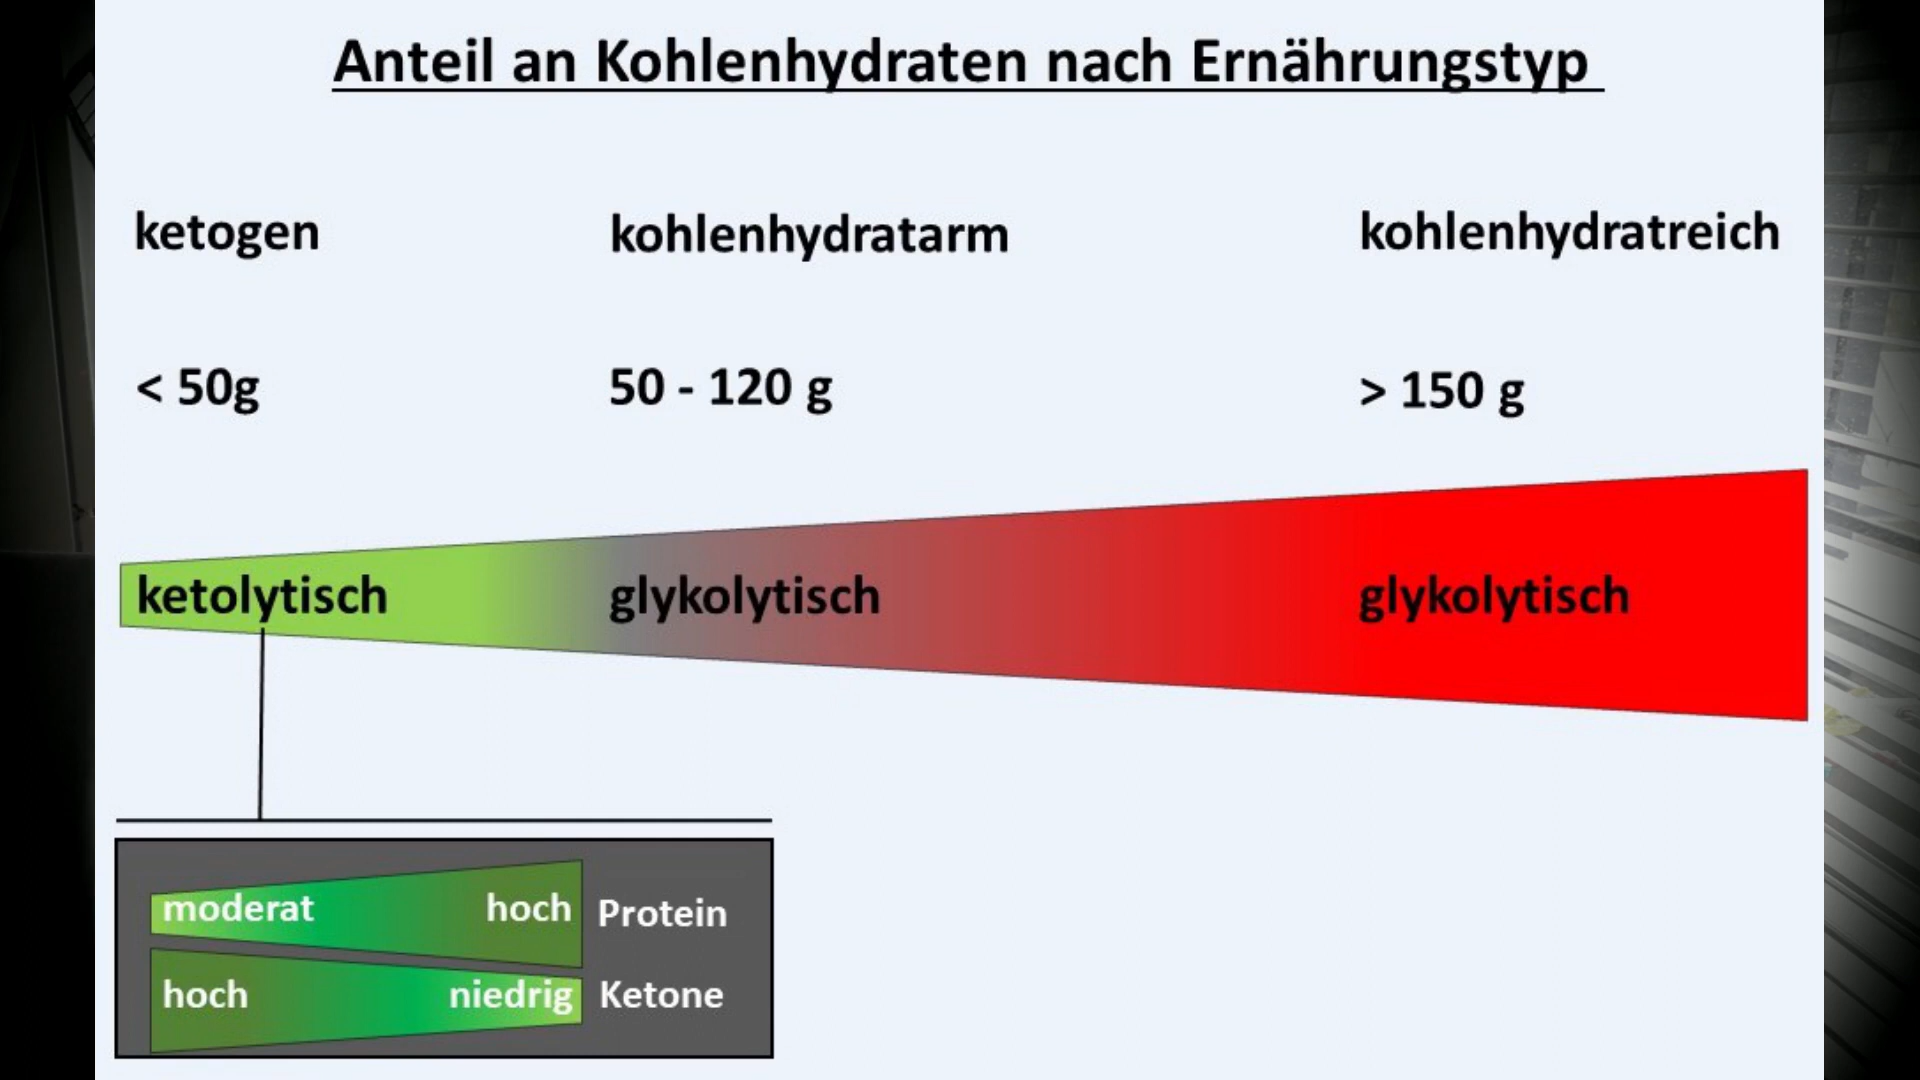 Anteil an Kohlenhydraten nach Ernährungstyp
ketogen kohlenhydratarm kohlenhydratreich
< 50g 50 - 120 g > 150 g
ketolytisch glykolytisch glykolytisch
moderat hoch Protein
hoch niedrig Ketone